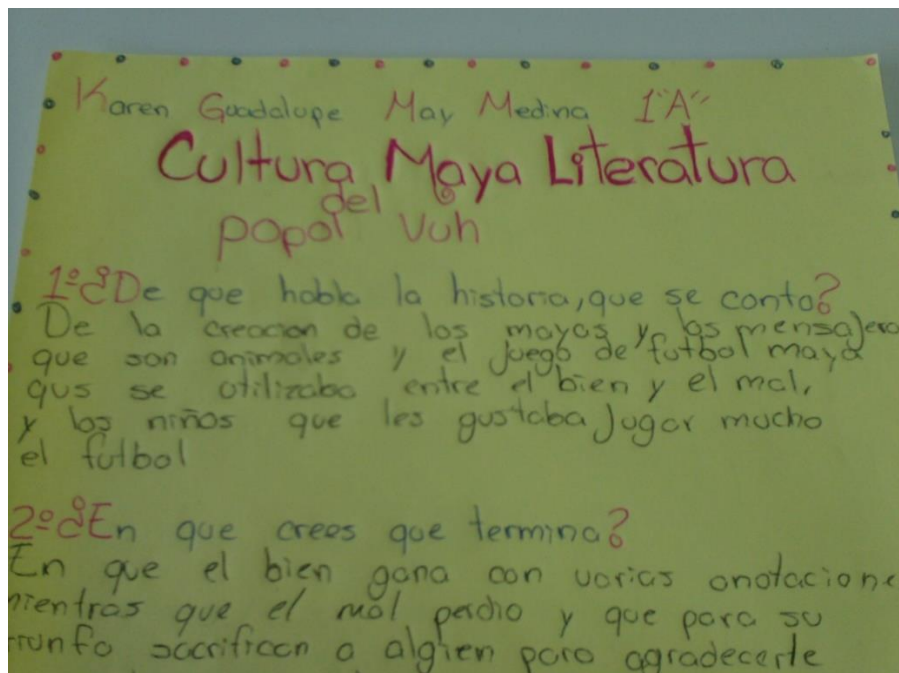 Karen Guadalupe May Medina 1"A"
Cultura Maya Literatura
del
popol Vuh
1º ¿De que habla la historia, que se conto?
De la creacion de los mayas y los mensajero
que son animales y el juego de futbol maya
qus se utilizaba entre el bien y el mal,
y los niños que les gustaba Jugar mucho
el futbol
2º ¿En que crees que termina?
En que el bien gana con varias anotacione
mientras que el mal perdio y que para su
triunfo sacrifican a algien para agradecerle